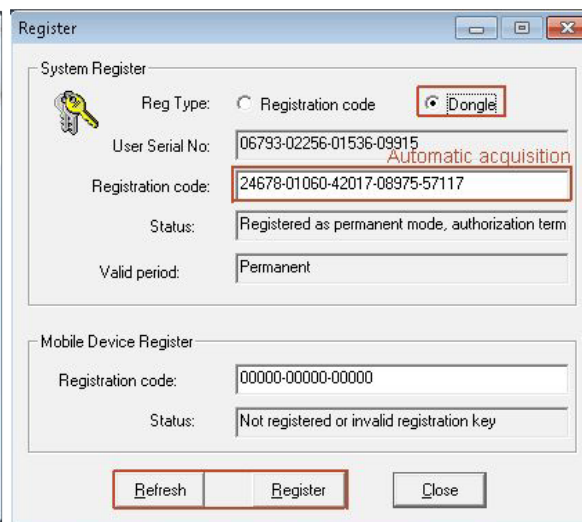 Register
System Register
Reg Type: Registration code Dongle
User Serial No: 06793-02256-01536-09915
Automatic acquisition
Registration code: 24678-01060-42017-08975-57117
Status: Registered as permanent mode, authorization term
Valid period: Permanent
Mobile Device Register
Registration code: 00000-00000-00000
Status: Not registered or invalid registration key
Refresh Register Close